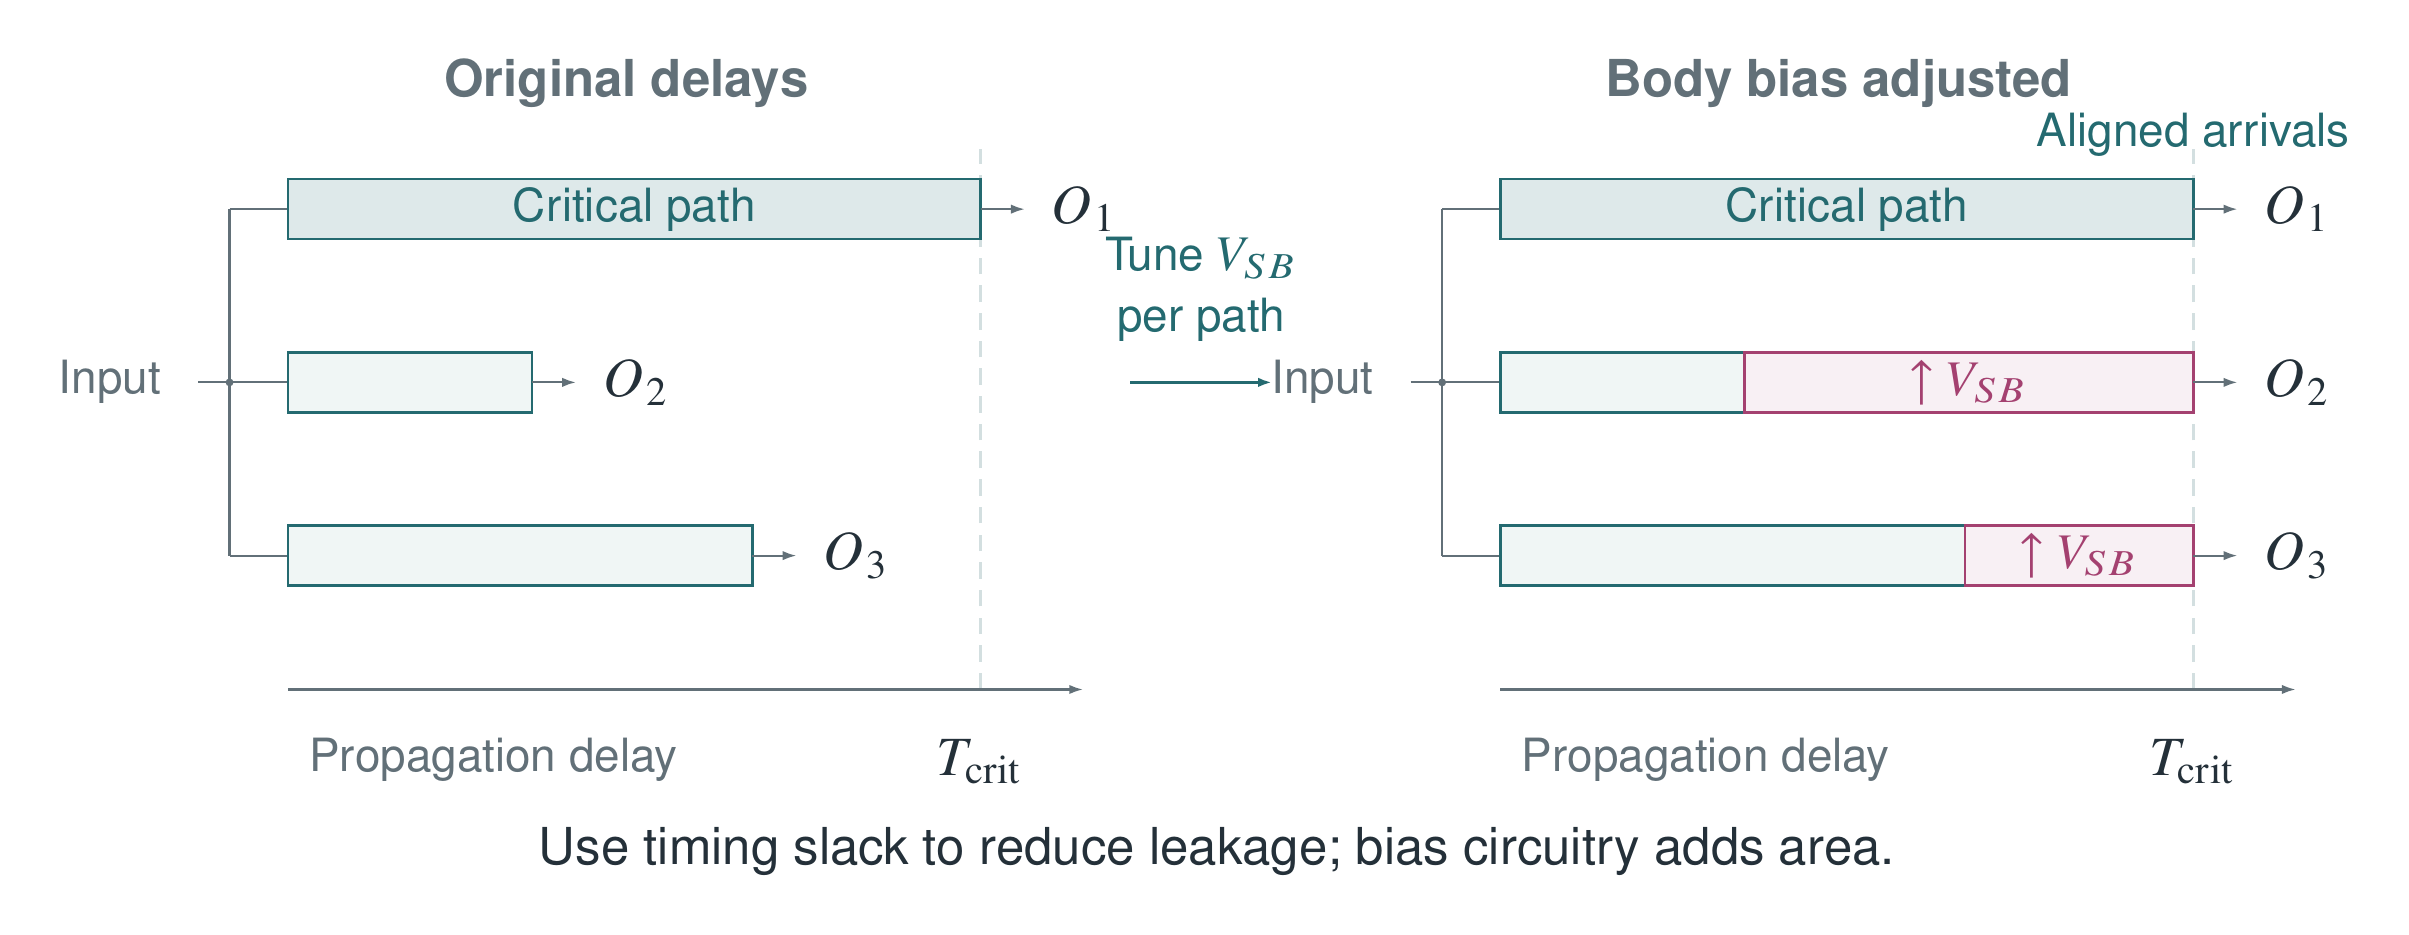 Original delays
Critical path
O1
Input
O2
O3
Propagation delay
Tcrit
Tune VSB
per path
Body bias adjusted
Aligned arrivals
Critical path
O1
Input
↑ VSB
O2
↑ VSB
O3
Propagation delay
Tcrit
Use timing slack to reduce leakage; bias circuitry adds area.